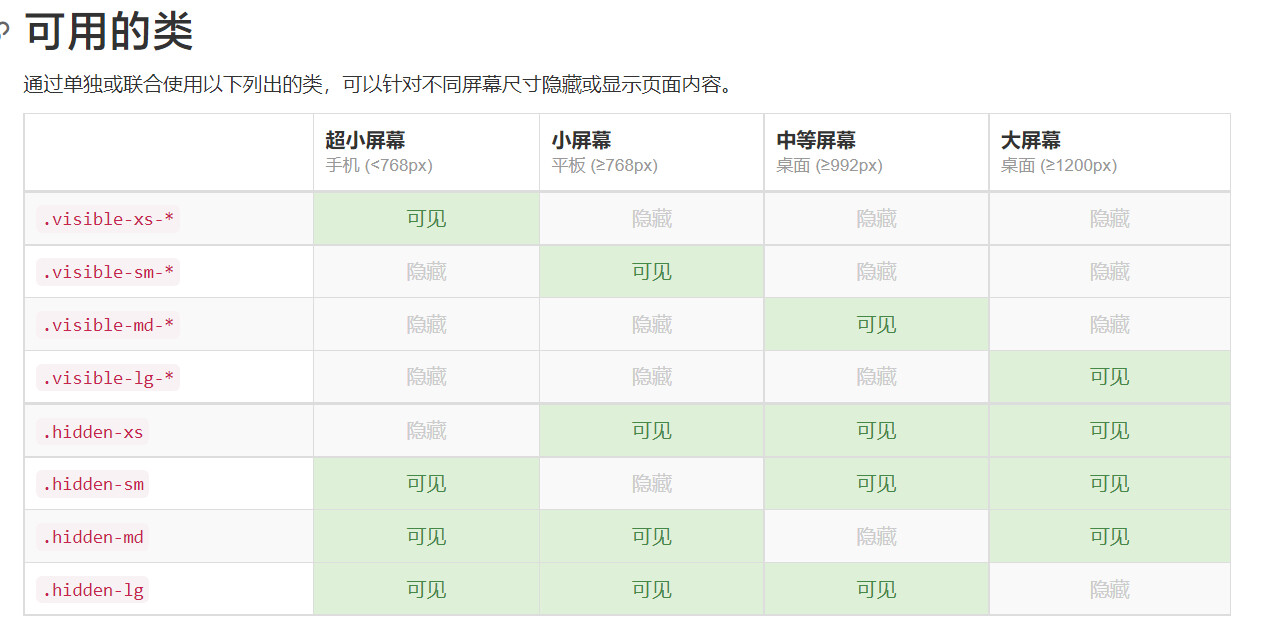 可用的类
通过单独或联合使用以下列出的类，可以针对不同屏幕尺寸隐藏或显示页面内容。
超小屏幕 小屏幕 中等屏幕 大屏幕
手机 (<768px) 平板 (≥768px) 桌面 (≥992px) 桌面 (≥1200px)
.visible-xs-* 可见 隐藏 隐藏 隐藏
.visible-sm-* 隐藏 可见 隐藏 隐藏
.visible-md-* 隐藏 隐藏 可见 隐藏
.visible-lg-* 隐藏 隐藏 隐藏 可见
.hidden-xs 隐藏 可见 可见 可见
.hidden-sm 可见 隐藏 可见 可见
.hidden-md 可见 可见 隐藏 可见
.hidden-lg 可见 可见 可见 隐藏